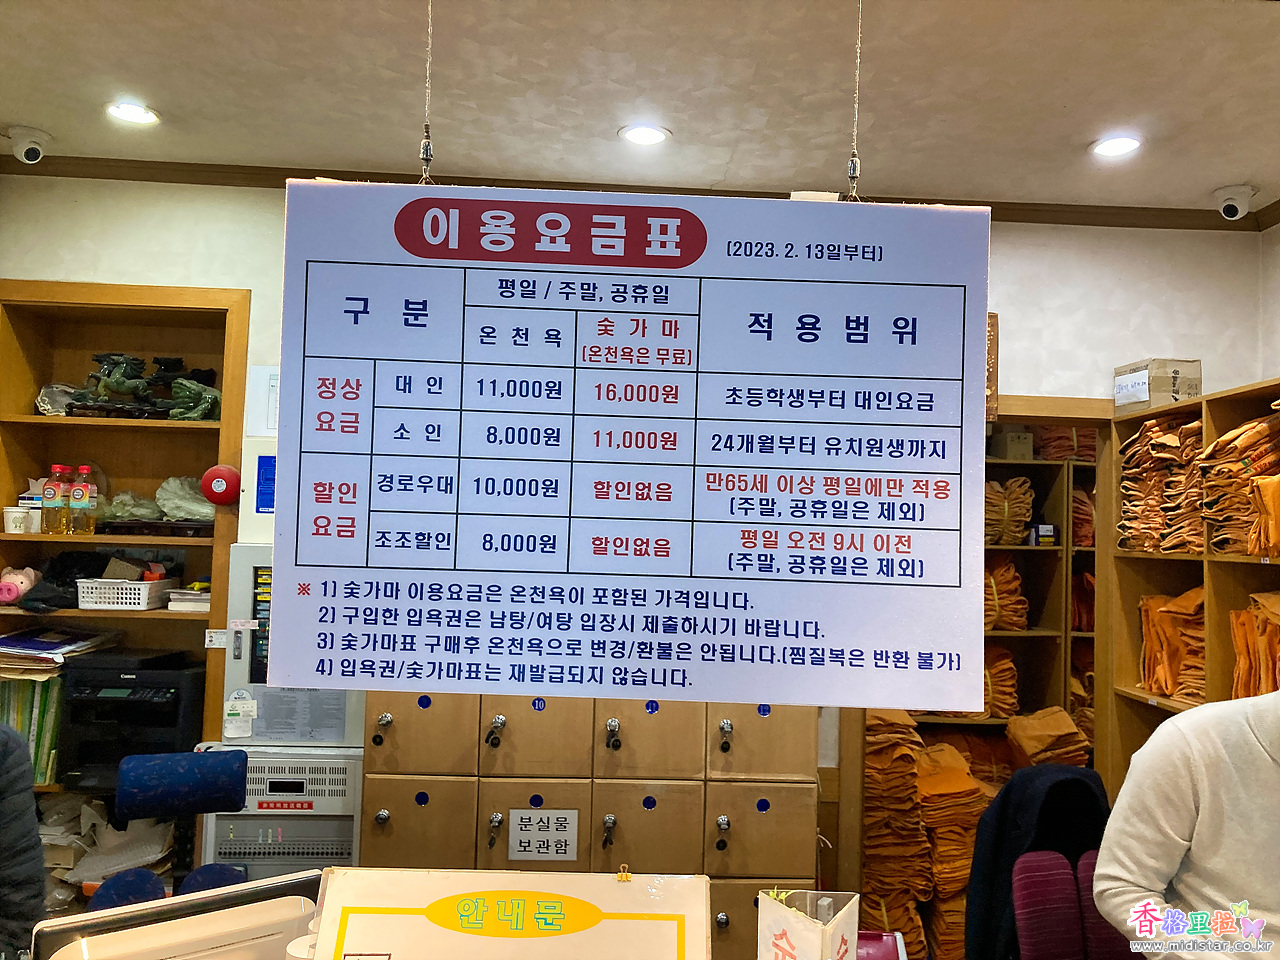 이용요금표 (2023. 2. 13일부터)
구 분 평일 / 주말, 공휴일 적 용 범 위
온 천 욕 숯 가 마
(온천욕은 무료)
정상 요금 대 인 11,000원 16,000원 초등학생부터 대인요금
소 인 8,000원 11,000원 24개월부터 유치원생까지
할인 요금 경로우대 10,000원 할인없음 만65세 이상 평일에만 적용
(주말, 공휴일은 제외)
조조할인 8,000원 할인없음 평일 오전 9시 이전
(주말, 공휴일은 제외)
※ 1) 숯가마 이용요금은 온천욕이 포함된 가격입니다.
2) 구입한 입욕권은 남탕/여탕 입장시 제출하시기 바랍니다.
3) 숯가마표 구매후 온천욕으로 변경/환불은 안됩니다.(찜질복은 반환 불가)
4) 입욕권/숯가마표는 재발급되지 않습니다.
10 11 12
Canon
분실물
보관함
안내문
香格里拉
www.midistar.co.kr